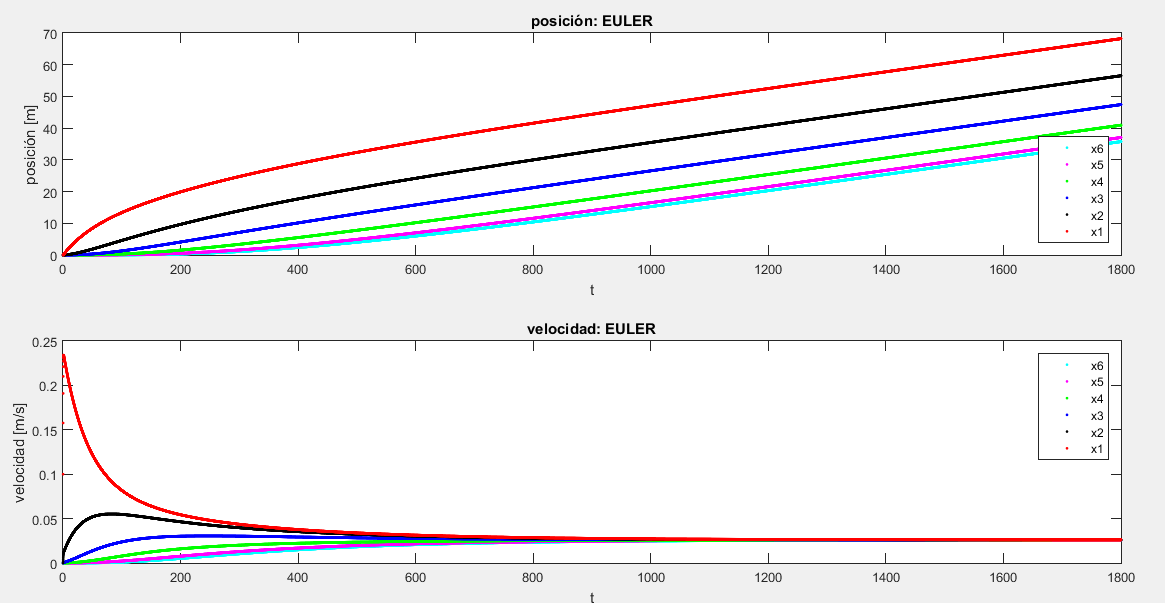 posición: EULER
70
60
50
40
30
20
10
0
posición [m]
x6
x5
x4
x3
x2
x1
0 200 400 600 800 1000 1200 1400 1600 1800
t
velocidad: EULER
0.25
0.2
0.15
0.1
0.05
0
velocidad [m/s]
x6
x5
x4
x3
x2
x1
0 200 400 600 800 1000 1200 1400 1600 1800
t